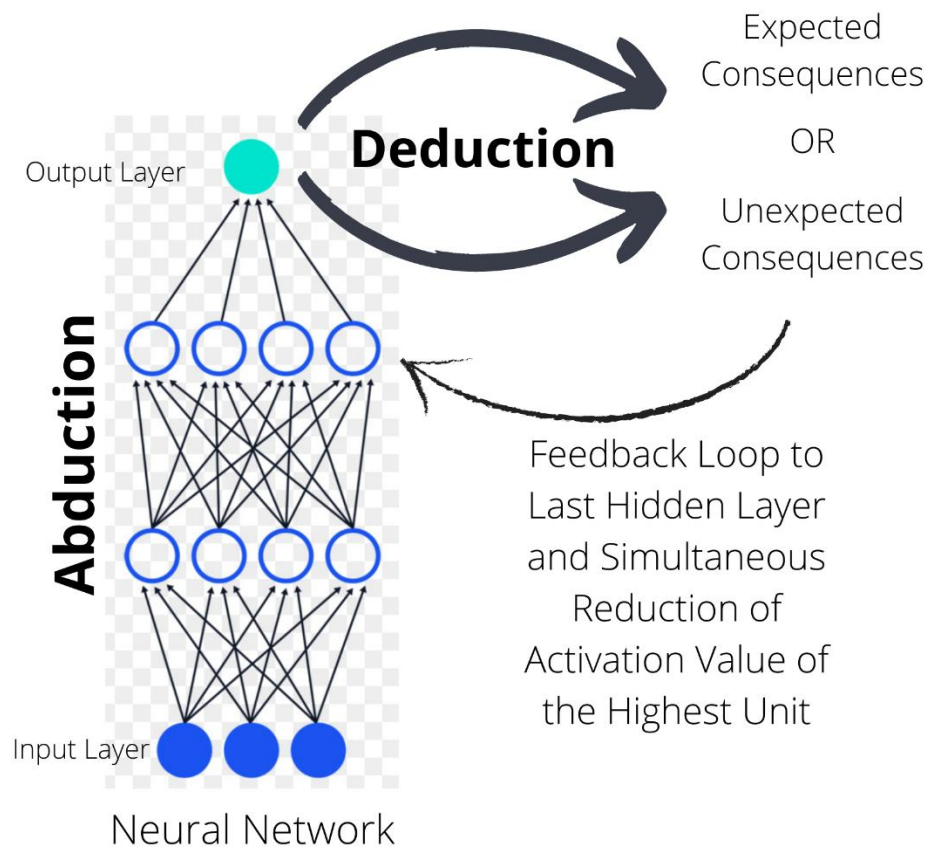 Expected
Consequences
OR
Unexpected
Consequences
Deduction
Output Layer
Abduction
Feedback Loop to
Last Hidden Layer
and Simultaneous
Reduction of
Activation Value of
the Highest Unit
Input Layer
Neural Network